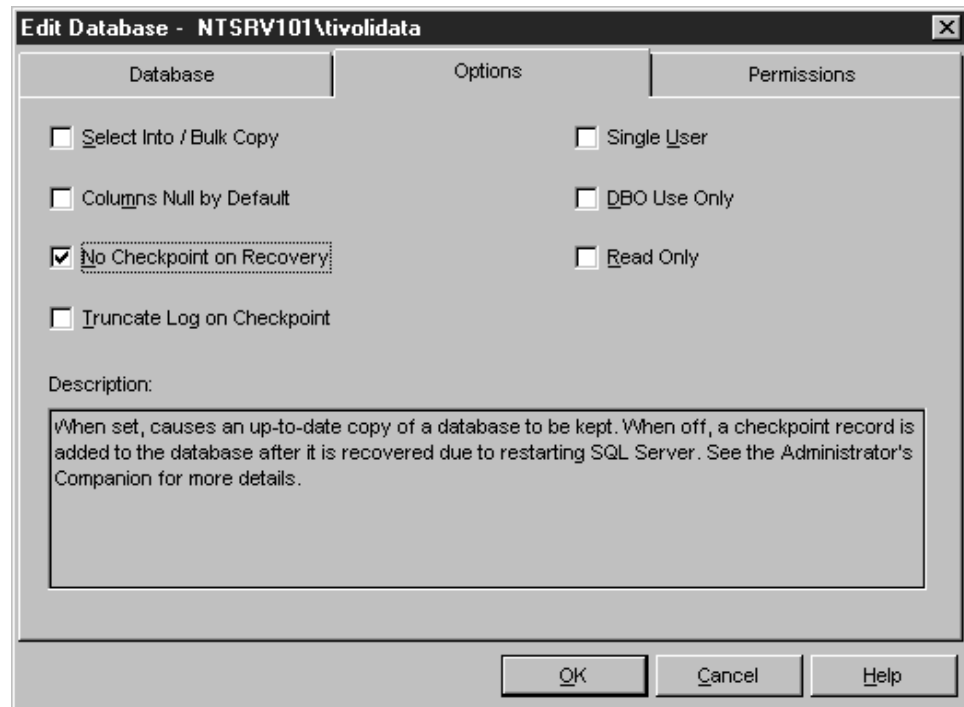 Edit Database - NTSRV101\tivolidata
Database
Options
Permissions
Select Into / Bulk Copy
Single User
Columns Null by Default
DBO Use Only
No Checkpoint on Recovery
Read Only
Truncate Log on Checkpoint
Description:
When set, causes an up-to-date copy of a database to be kept. When off, a checkpoint record is
added to the database after it is recovered due to restarting SQL Server. See the Administrator's
Companion for more details.
OK
Cancel
Help